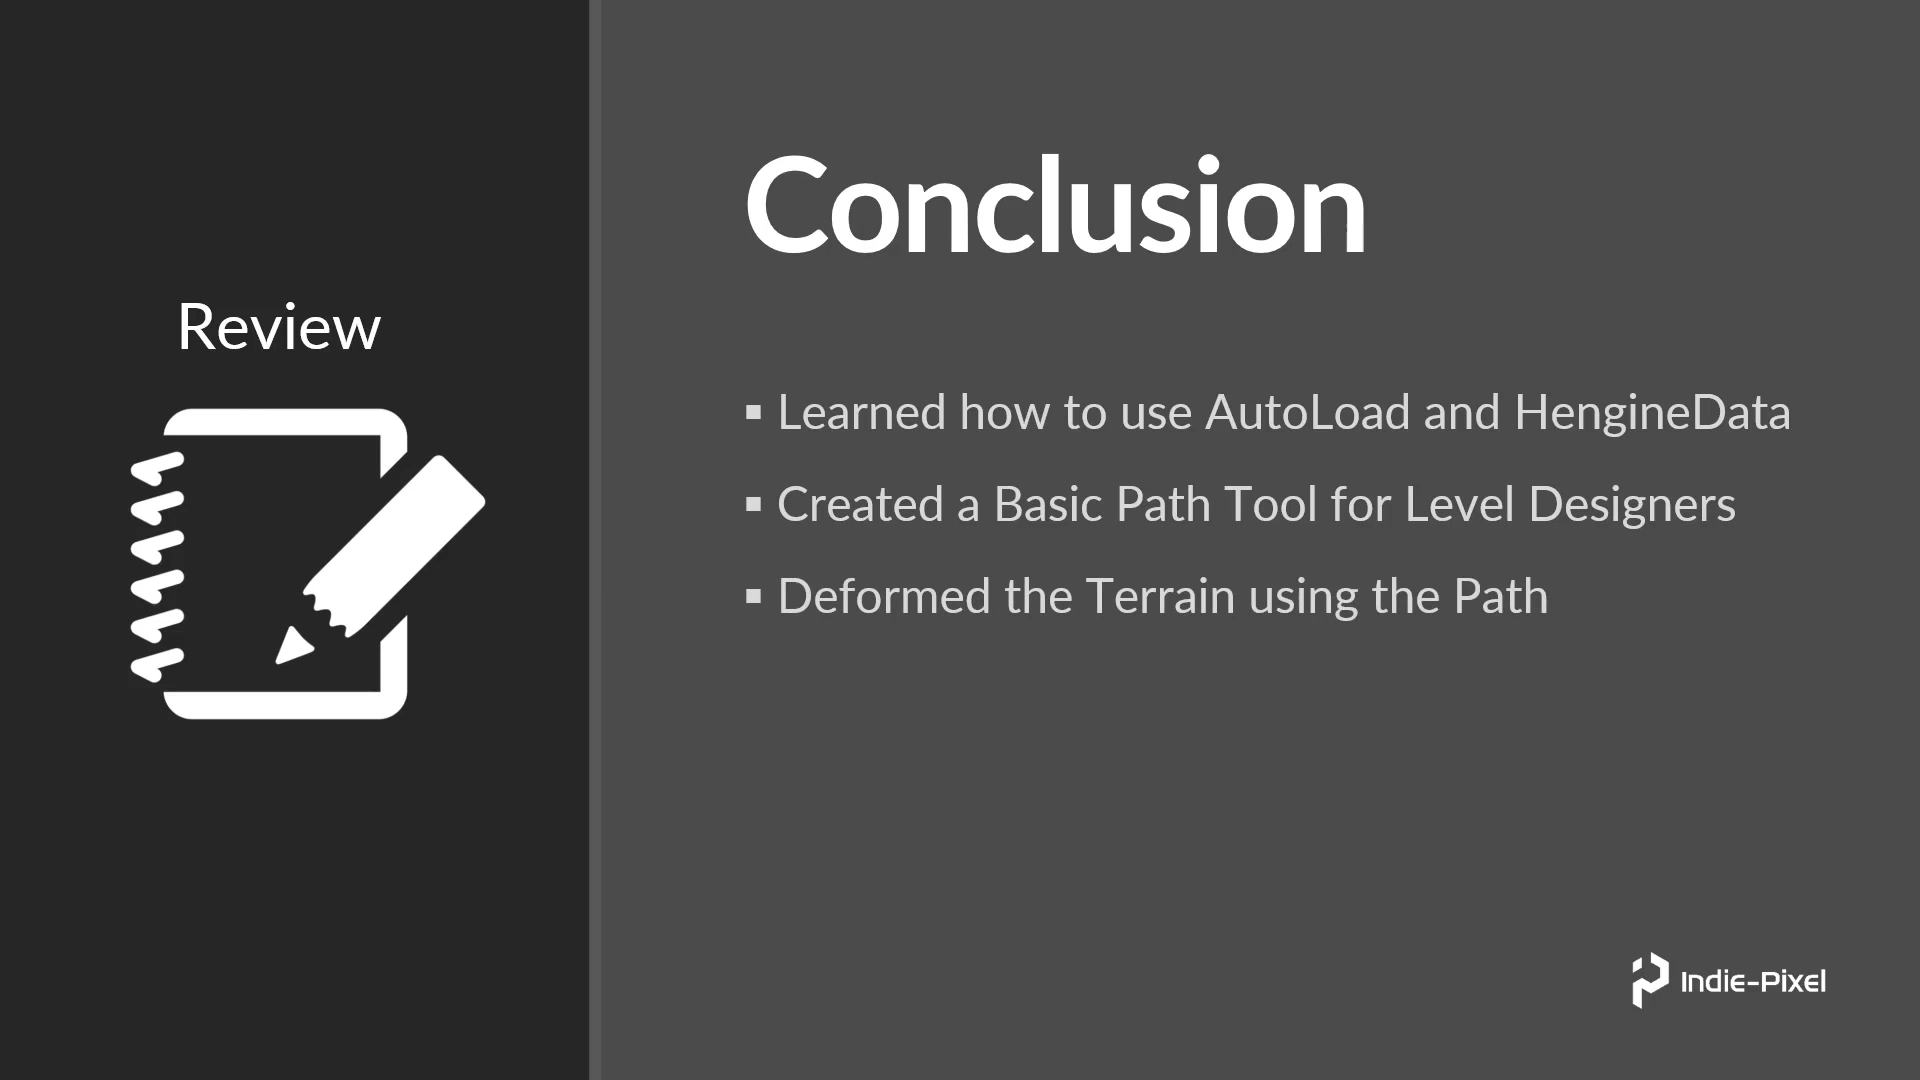 Review
Conclusion
▪ Learned how to use AutoLoad and HengineData
▪ Created a Basic Path Tool for Level Designers
▪ Deformed the Terrain using the Path
Indie-Pixel